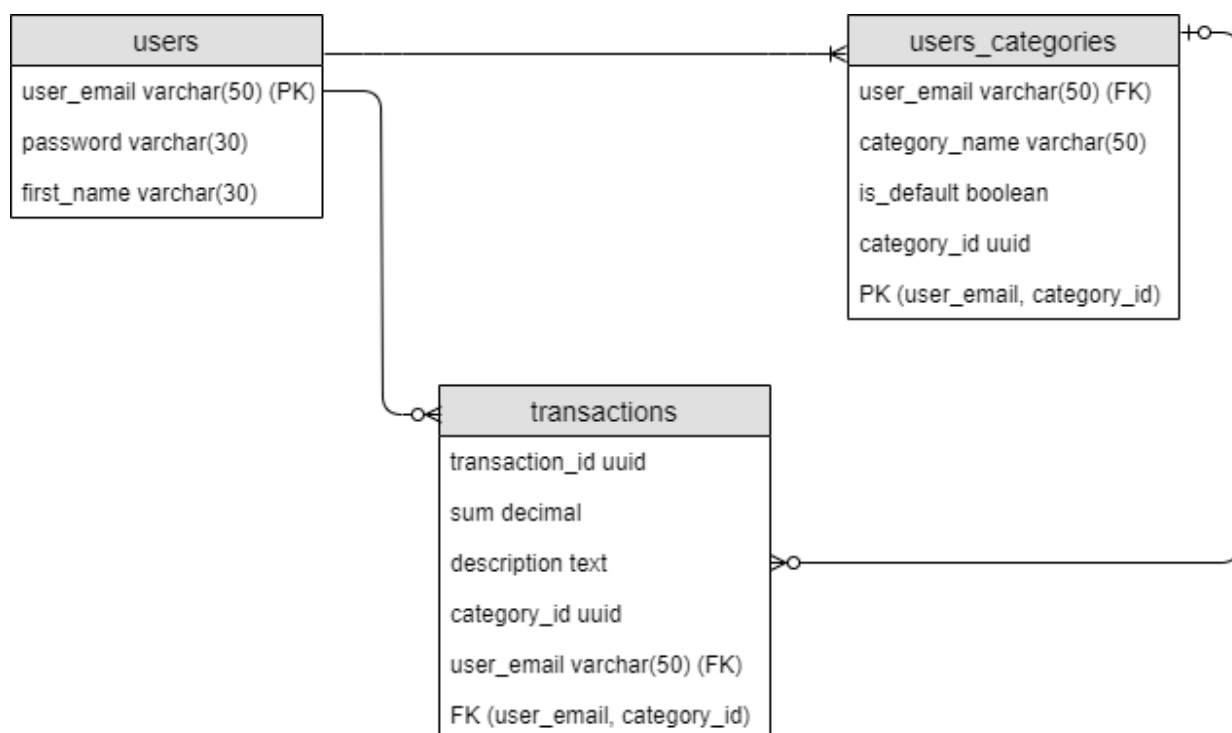 users
user_email varchar(50) (PK)
password varchar(30)
first_name varchar(30)
users_categories
user_email varchar(50) (FK)
category_name varchar(50)
is_default boolean
category_id uuid
PK (user_email, category_id)
transactions
transaction_id uuid
sum decimal
description text
category_id uuid
user_email varchar(50) (FK)
FK (user_email, category_id)